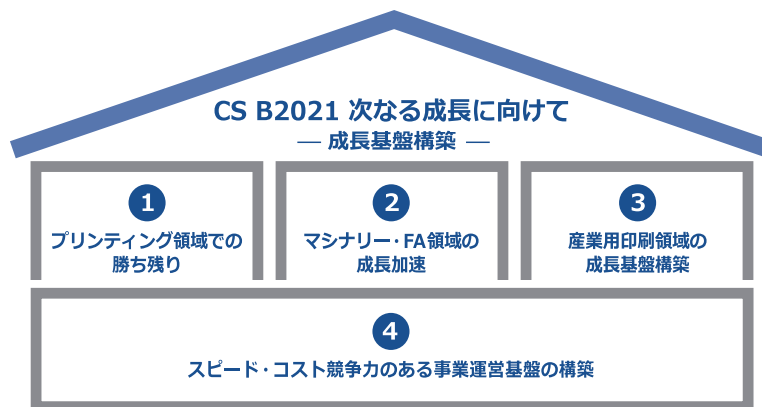 CS B2021 次なる成長に向けて
― 成長基盤構築 ―
1
プリンティング領域での
勝ち残り
2
マシナリー・FA領域の
成長加速
3
産業用印刷領域の
成長基盤構築
4
スピード・コスト競争力のある事業運営基盤の構築